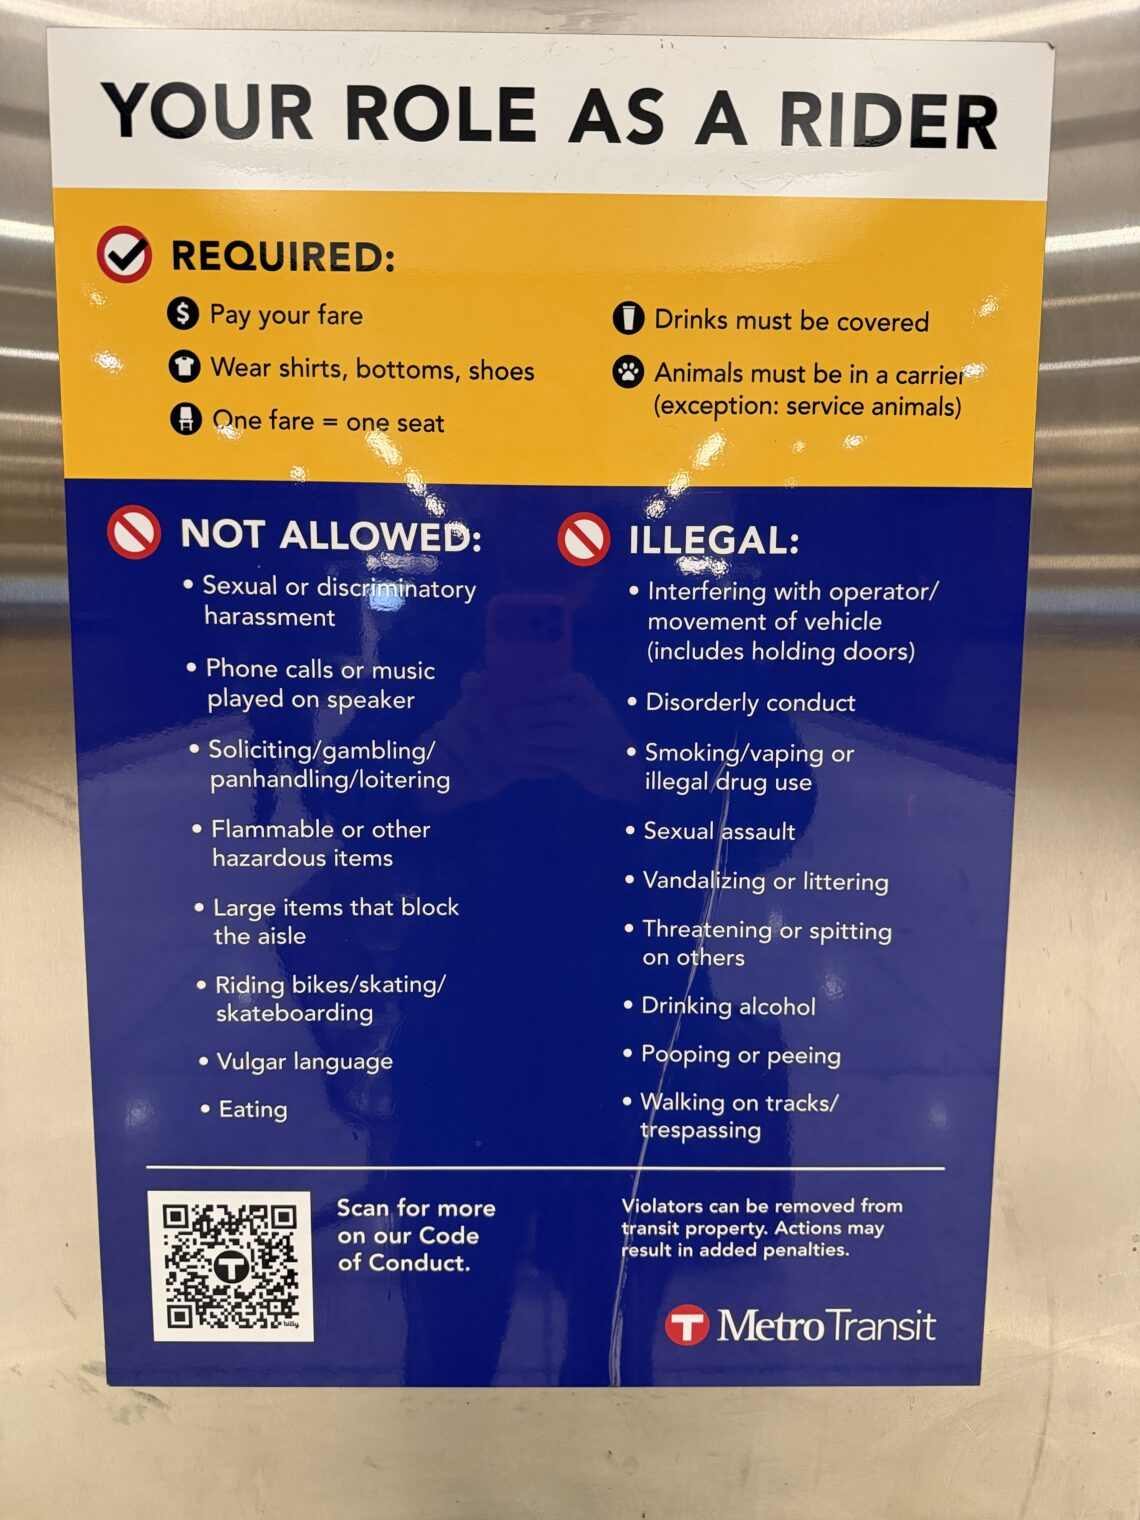 YOUR ROLE AS A RIDER
REQUIRED:
$ Pay your fare
Wear shirts, bottoms, shoes
One fare = one seat
Drinks must be covered
Animals must be in a carrier
(exception: service animals)
NOT ALLOWED:
• Sexual or discriminatory
harassment
• Phone calls or music
played on speaker
• Soliciting/gambling/
panhandling/loitering
• Flammable or other
hazardous items
• Large items that block
the aisle
• Riding bikes/skating/
skateboarding
• Vulgar language
• Eating
ILLEGAL:
• Interfering with operator/
movement of vehicle
(includes holding doors)
• Disorderly conduct
• Smoking/vaping or
illegal drug use
• Sexual assault
• Vandalizing or littering
• Threatening or spitting
on others
• Drinking alcohol
• Pooping or peeing
• Walking on tracks/
trespassing
T
bitly
Scan for more
on our Code
of Conduct.
Violators can be removed from
transit property. Actions may
result in added penalties.
T MetroTransit